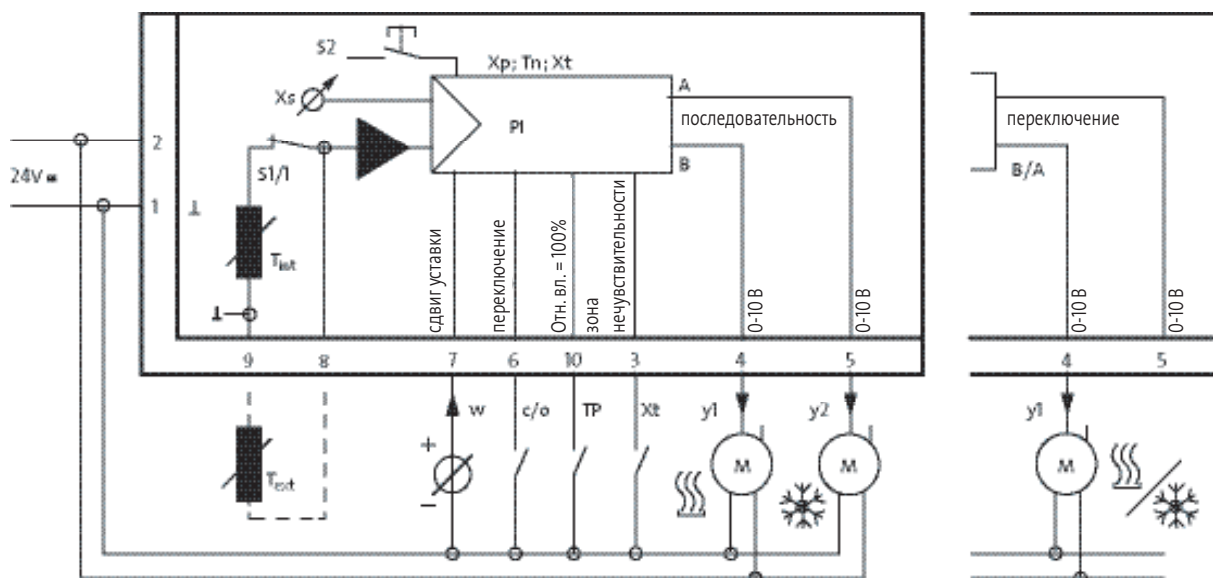 S2
Xp; Tn; Xt
Xs
A
PI
последовательность
переключение
2
B
B/A
24V
S1/1
1
⊥
Tint
сдвиг уставки
переключение
Отн. вл. = 100%
зона
нечувствительности
0-10 В
0-10 В
0-10 В
0-10 В
⊥
9
8
7
6
10
3
4
5
4
5
w
c/o
TP
Xt
y1
y2
y1
+
M
M
M
Text
−